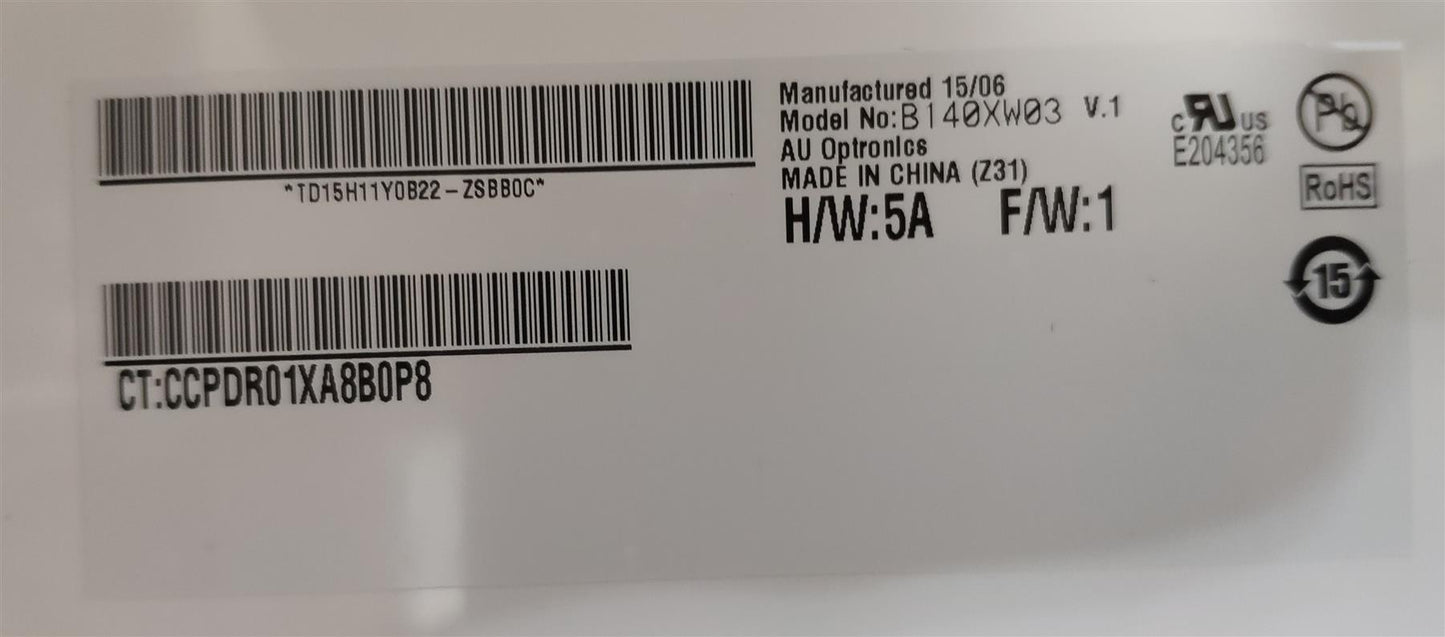 *TD15H11Y0B22-ZSBB0C*
CT:CCPDR01XA8B0P8
Manufactured 15/06
Model No:B140XW03 V.1
AU Optronics
MADE IN CHINA (Z31)
H/W:5A F/W:1
c RU US
E204356
Pb
RoHS
15